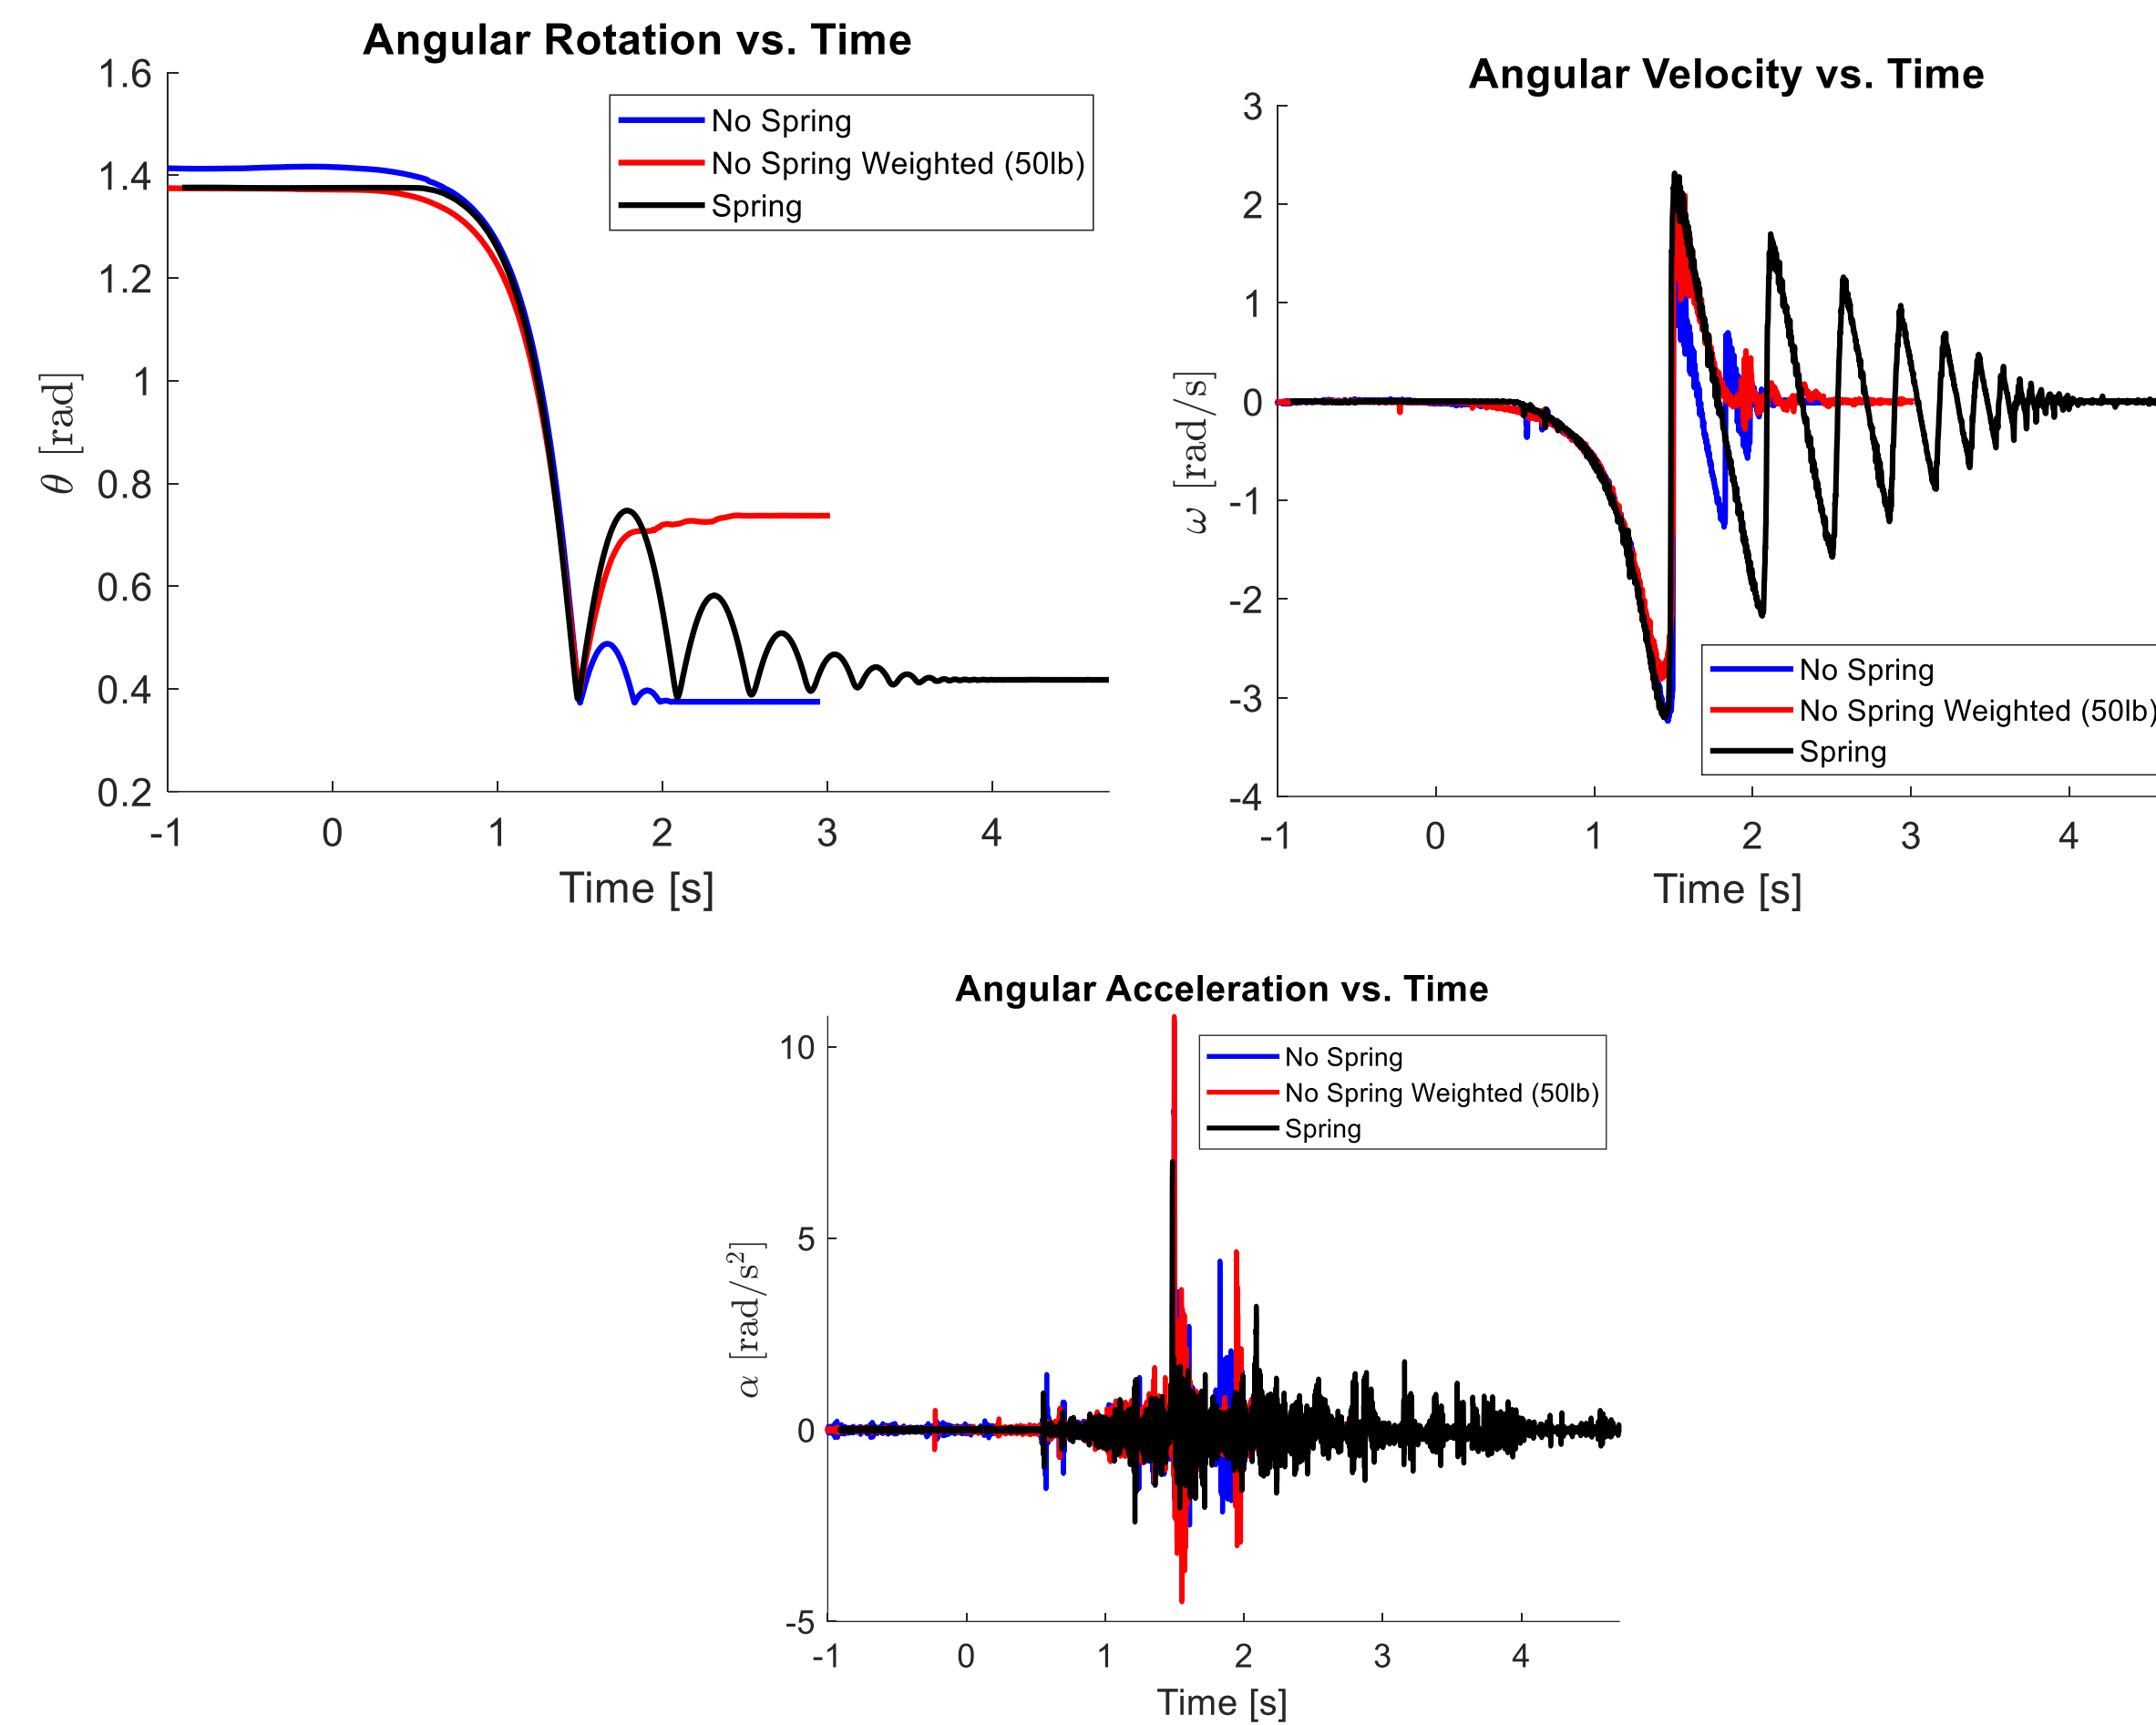 Angular Rotation vs. Time
1.6
1.4
1.2
1
0.8
0.6
0.4
0.2
θ [rad]
No Spring
No Spring Weighted (50lb)
Spring
-1 0 1 2 3 4
Time [s]
Angular Velocity vs. Time
3
2
1
0
-1
-2
-3
-4
ω [rad/s]
No Spring
No Spring Weighted (50lb)
Spring
-1 0 1 2 3 4
Time [s]
Angular Acceleration vs. Time
10
5
0
-5
α [rad/s²]
No Spring
No Spring Weighted (50lb)
Spring
-1 0 1 2 3 4
Time [s]